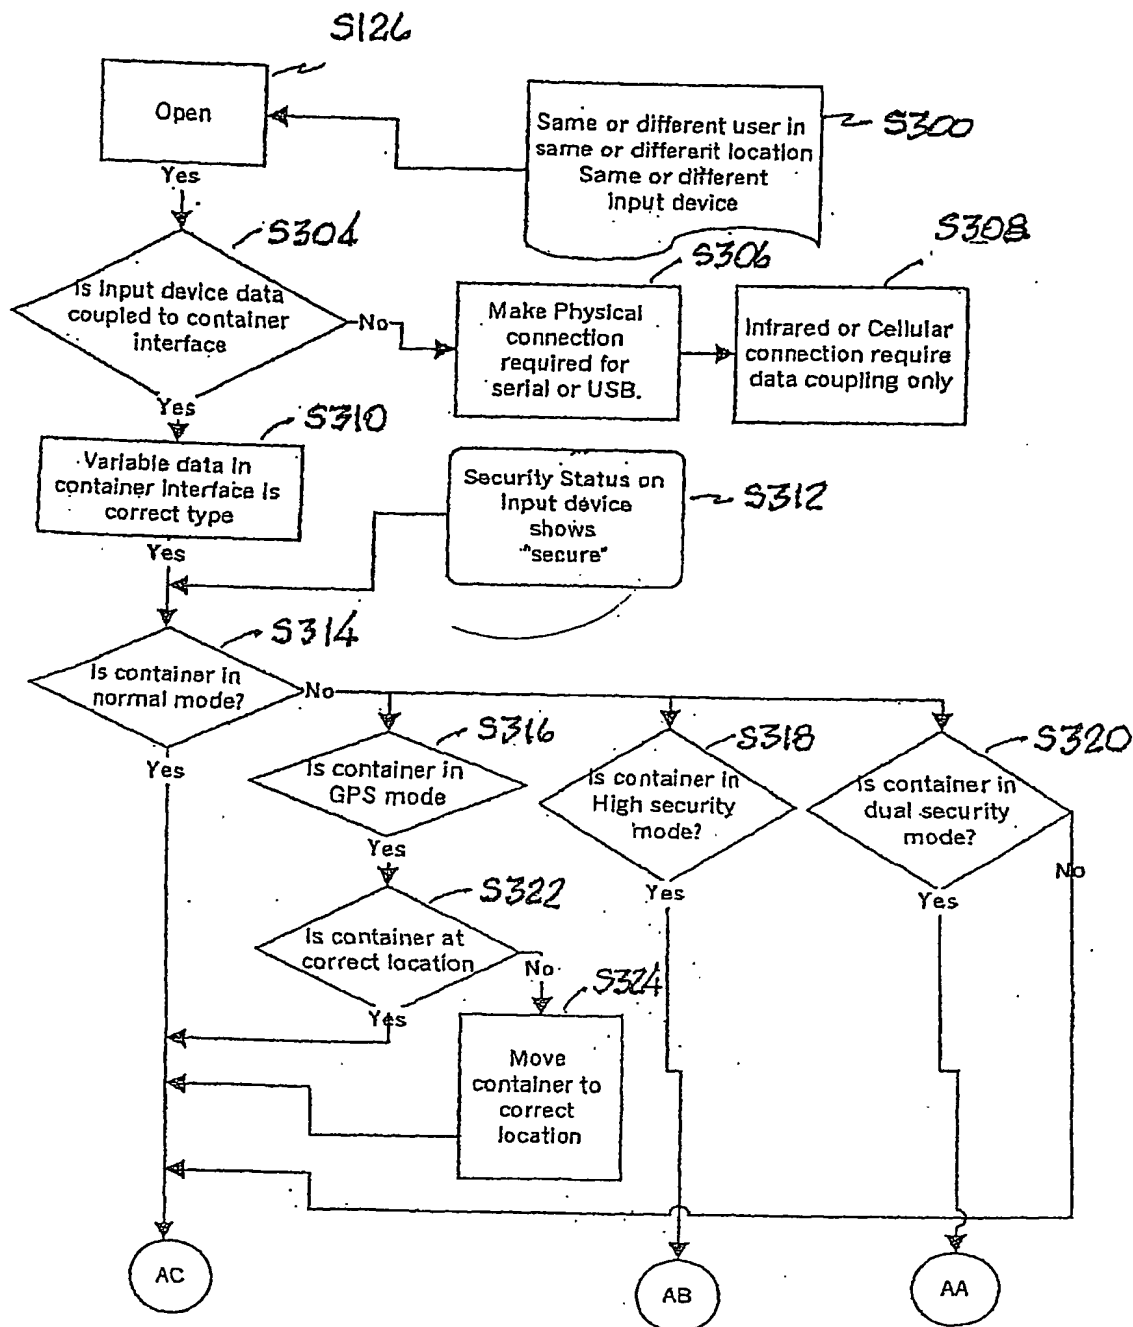 S126
Open
Same or different user in
same or different location
Same or different
input device
S300
Yes
S304
Is input device data
coupled to container
interface
No
S306
Make Physical
connection
required for
serial or USB.
S308
Infrared or Cellular
connection require
data coupling only
Yes
S310
Variable data in
container interface is
correct type
Security Status on
input device
shows
"secure"
S312
Yes
S314
Is container in
normal mode?
No
S316
Is container in
GPS mode
S318
Is container in
High security
mode?
S320
Is container in
dual security
mode?
Yes
Yes
Yes
Yes
No
S322
Is container at
correct location
No
S324
Yes
Move
container to
correct
location
AC
AB
AA